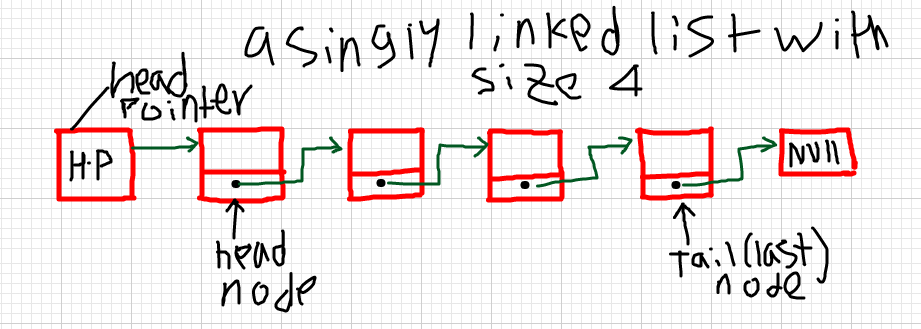 a singly linked list with
size 4
head
Pointer
H.P
NUll
head
node
Tail (last)
node